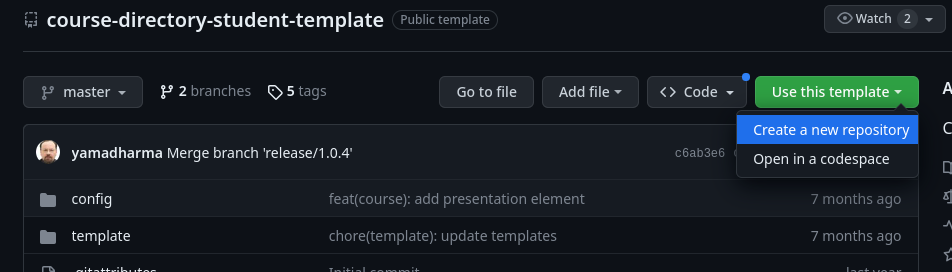 course-directory-student-template Public template Watch 2
master 2 branches 5 tags Go to file Add file Code Use this template
Create a new repository
yamadharma Merge branch 'release/1.0.4' c6ab3e6
Open in a codespace
config feat(course): add presentation element 7 months ago
template chore(template): update templates 7 months ago
.gitattributes Initial commit last year